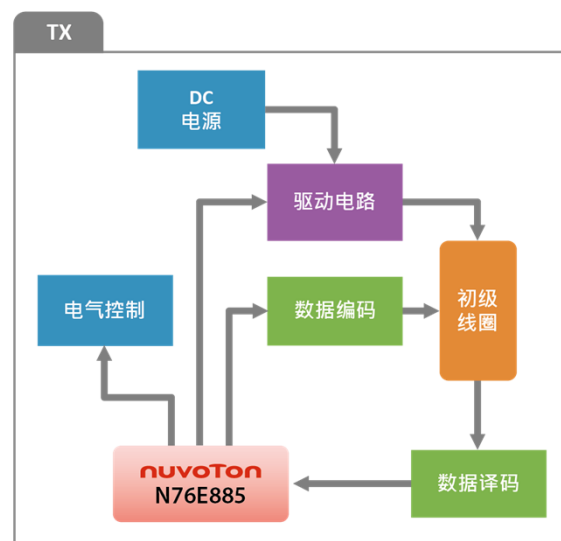 TX
DC
电源
驱动电路
电气控制
数据编码
初级
线圈
nuvoTon
N76E885
数据译码